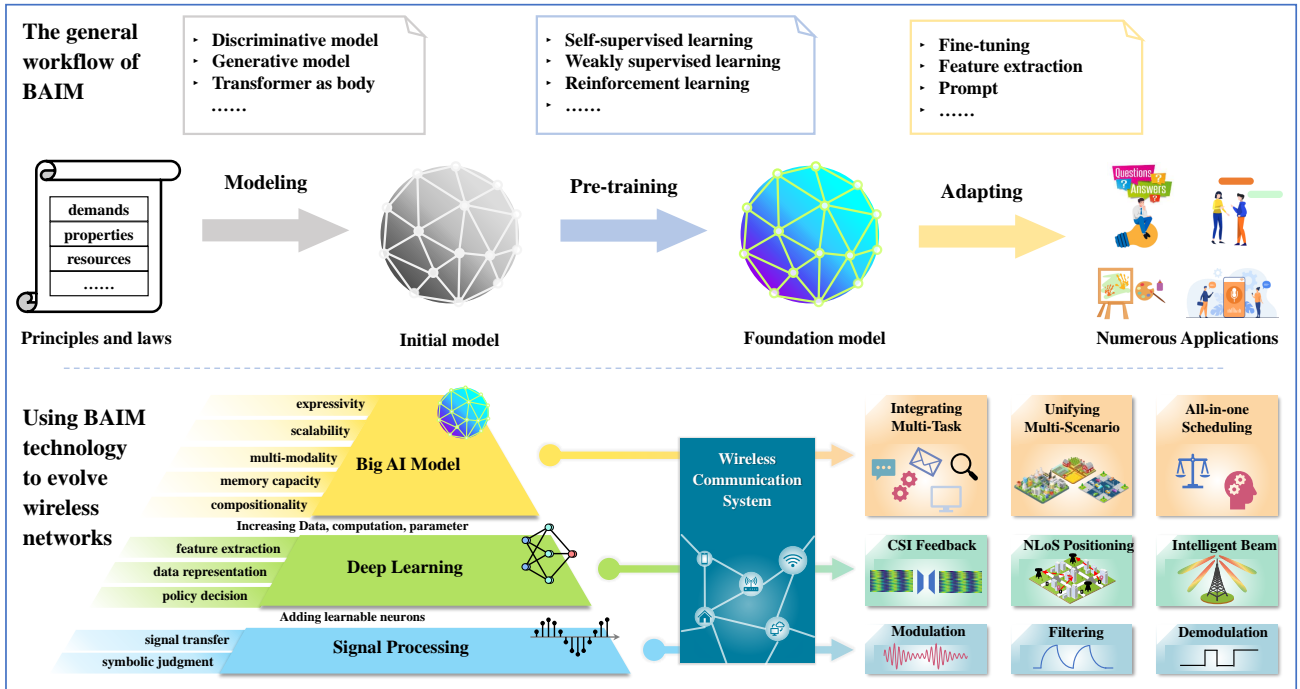 The general
workflow of
BAIM
‣ Discriminative model
‣ Generative model
‣ Transformer as body
……
‣ Self-supervised learning
‣ Weakly supervised learning
‣ Reinforcement learning
‣ ……
‣ Fine-tuning
‣ Feature extraction
‣ Prompt
‣ ……
demands
properties
resources
……
Principles and laws
Modeling
Initial model
Pre-training
Foundation model
Adapting
Questions
?
?
Answers
Numerous Applications
Using BAIM
technology
to evolve
wireless
networks
expressivity
scalability
multi-modality
memory capacity
compositionality
Big AI Model
Increasing Data, computation, parameter
feature extraction
data representation
policy decision
Deep Learning
Adding learnable neurons
signal transfer
symbolic judgment
Signal Processing
Wireless
Communication
System
Integrating
Multi-Task
Unifying
Multi-Scenario
All-in-one
Scheduling
CSI Feedback
NLoS Positioning
Intelligent Beam
Modulation
Filtering
Demodulation